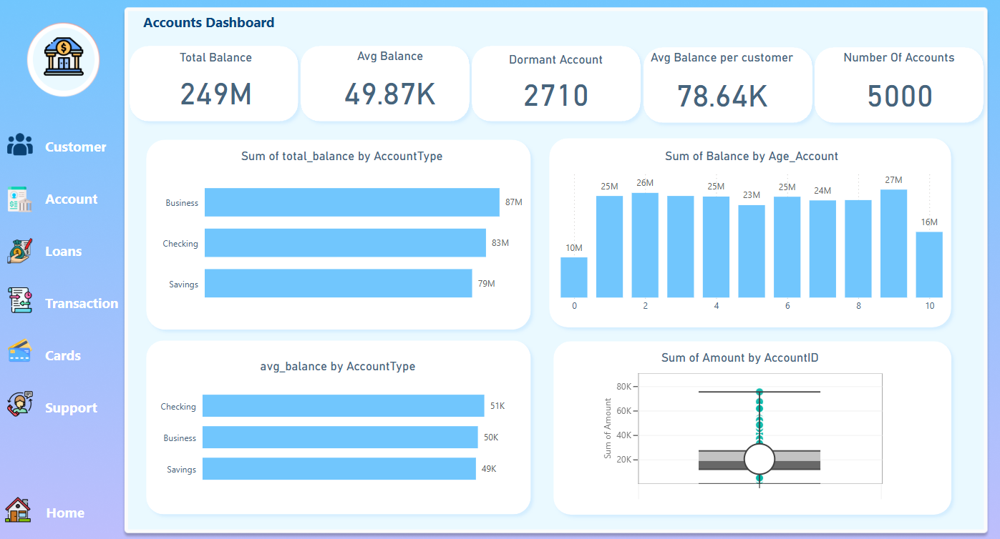 Accounts Dashboard
Total Balance
249M
Avg Balance
49.87K
Dormant Account
2710
Avg Balance per customer
78.64K
Number Of Accounts
5000
Customer
Account
Loans
Transaction
Cards
Support
Home
Sum of total_balance by AccountType
Business 87M
Checking 83M
Savings 79M
Sum of Balance by Age_Account
10M 25M 26M 25M 23M 25M 24M 27M 16M
0 2 4 6 8 10
avg_balance by AccountType
Checking 51K
Business 50K
Savings 49K
Sum of Amount by AccountID
Sum of Amount
80K
60K
40K
20K